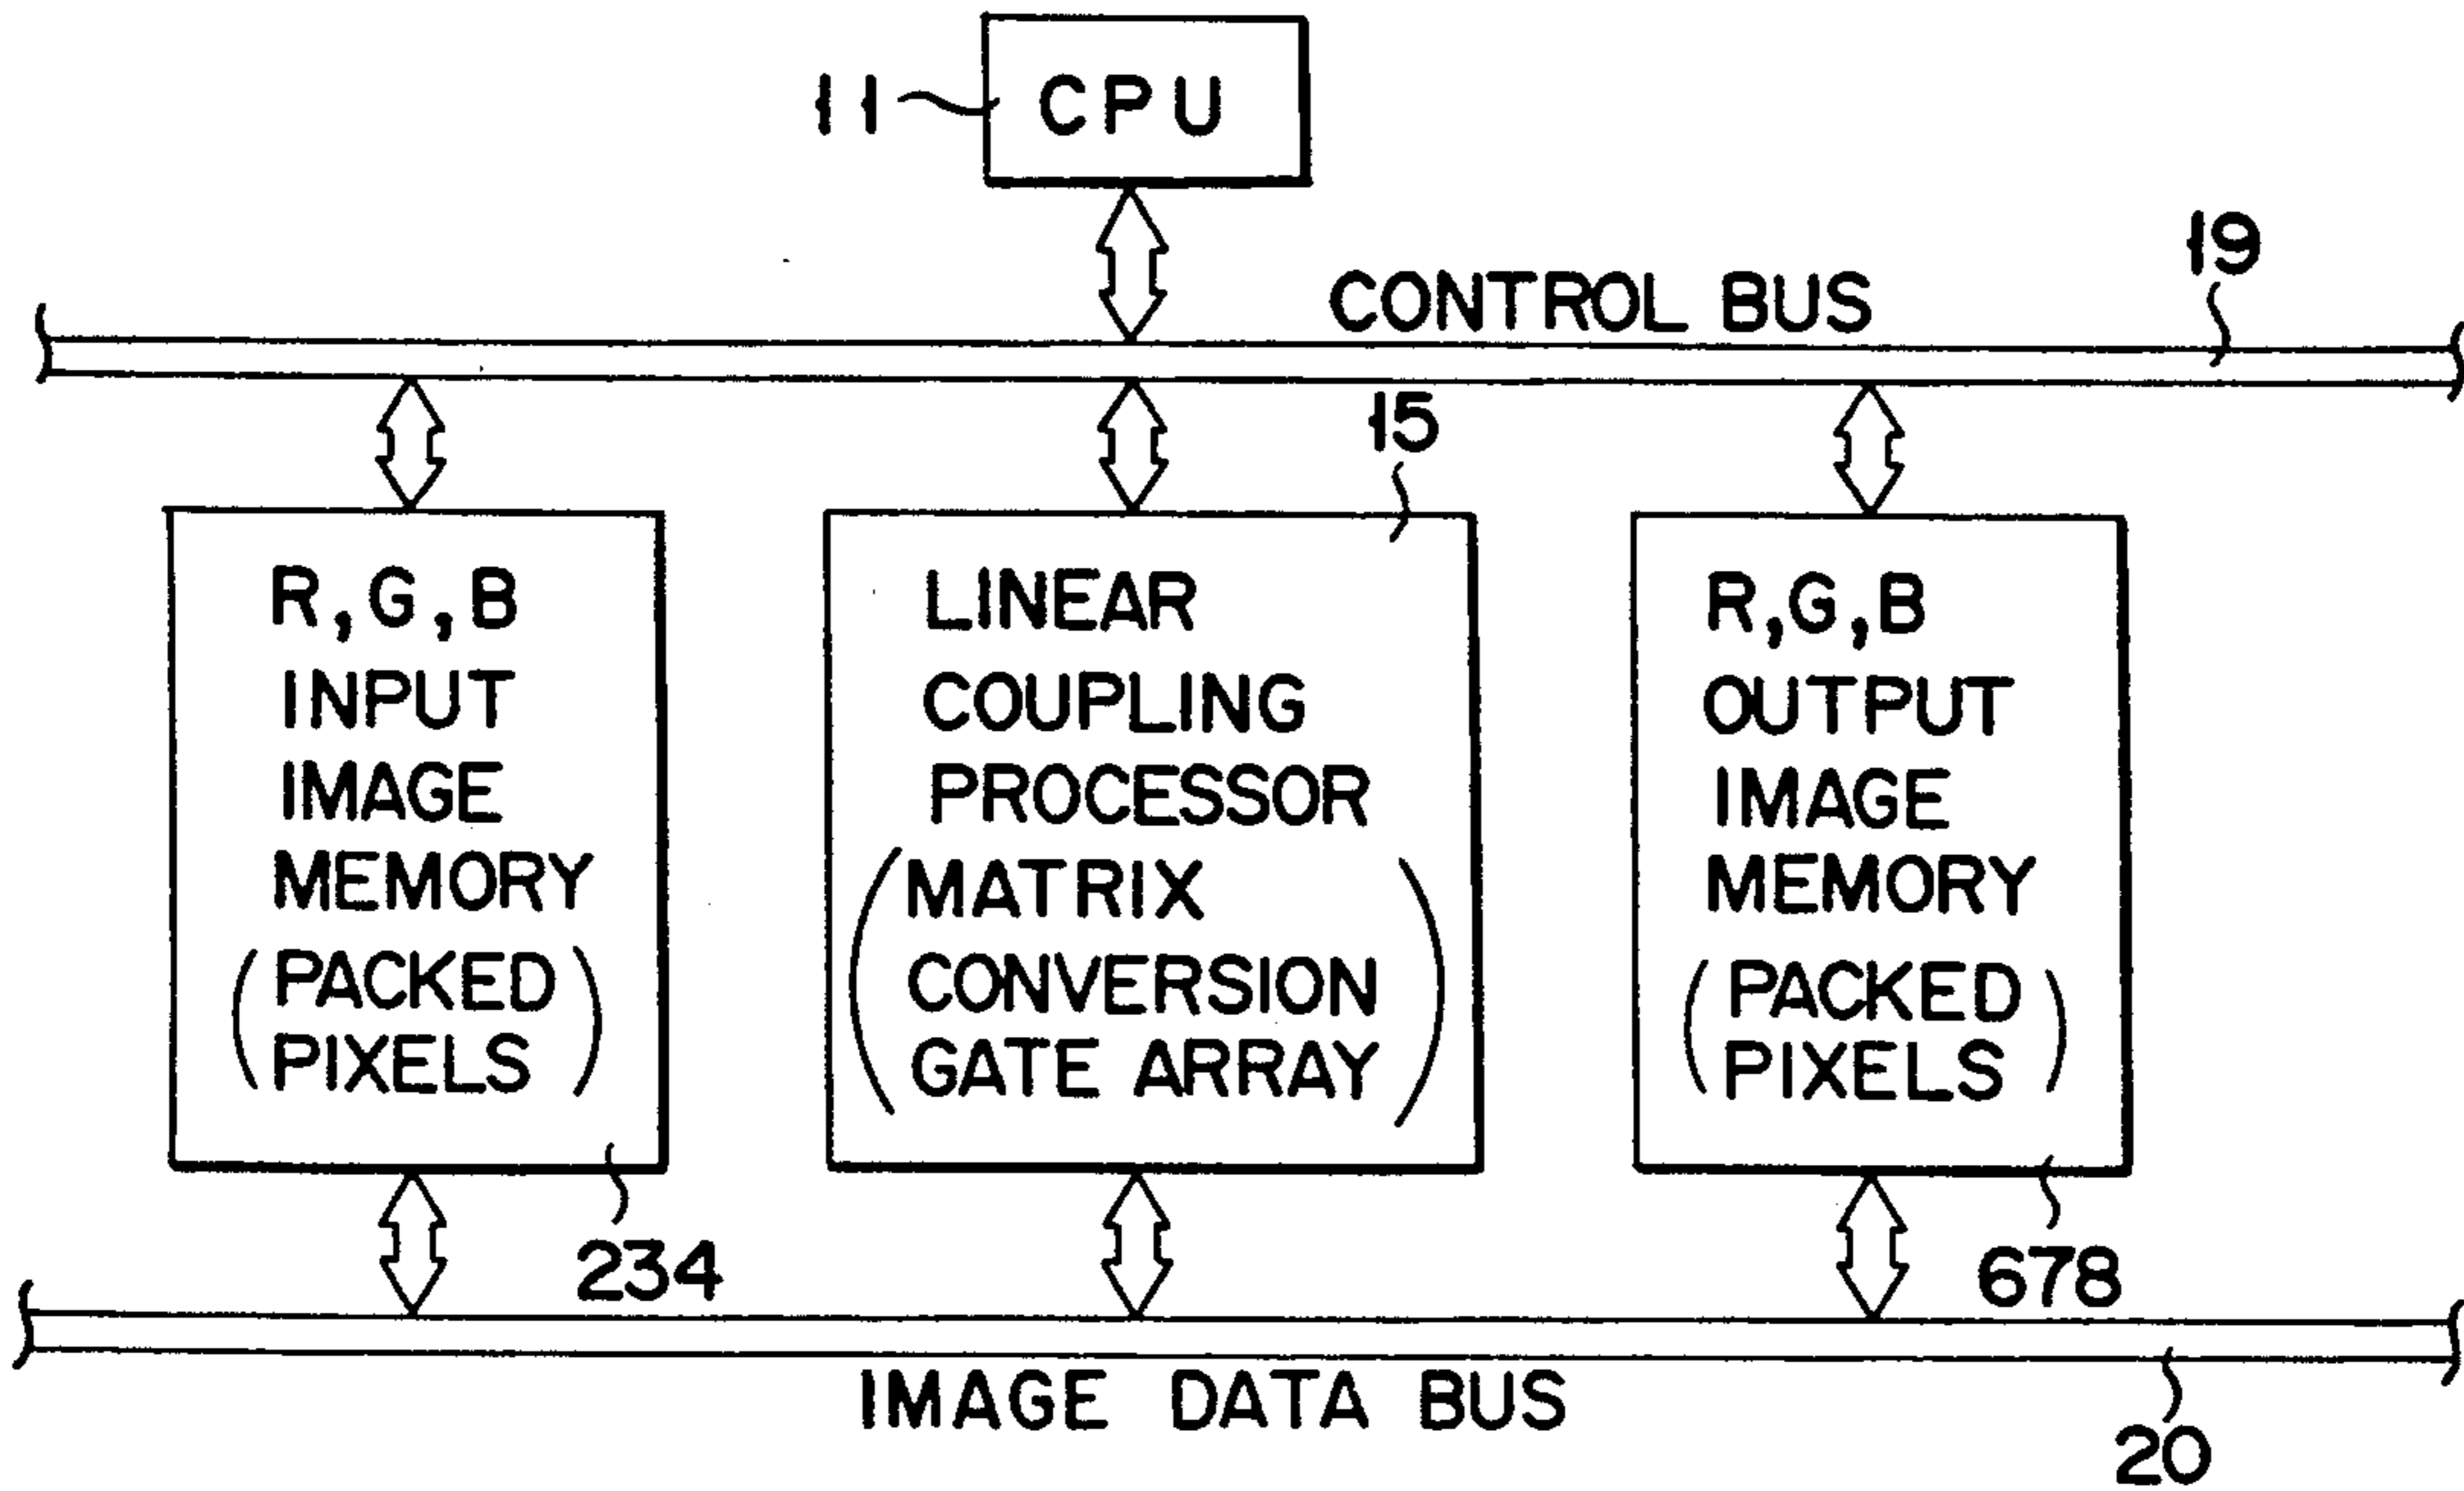 11
CPU
19
CONTROL BUS
15
R,G,B
INPUT
IMAGE
MEMORY
(PACKED
PIXELS)
LINEAR
COUPLING
PROCESSOR
(MATRIX
CONVERSION
GATE ARRAY)
R,G,B
OUTPUT
IMAGE
MEMORY
(PACKED
PIXELS)
234
678
IMAGE DATA BUS
20